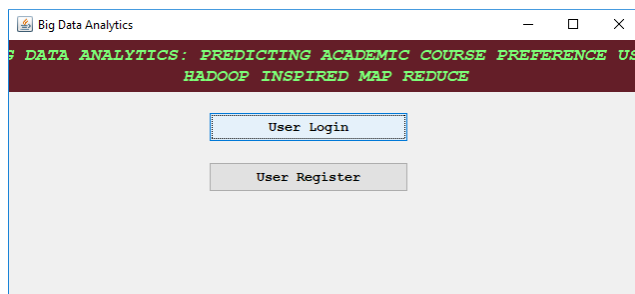 Big Data Analytics
DATA ANALYTICS: PREDICTING ACADEMIC COURSE PREFERENCE US
HADOOP INSPIRED MAP REDUCE
User Login
User Register